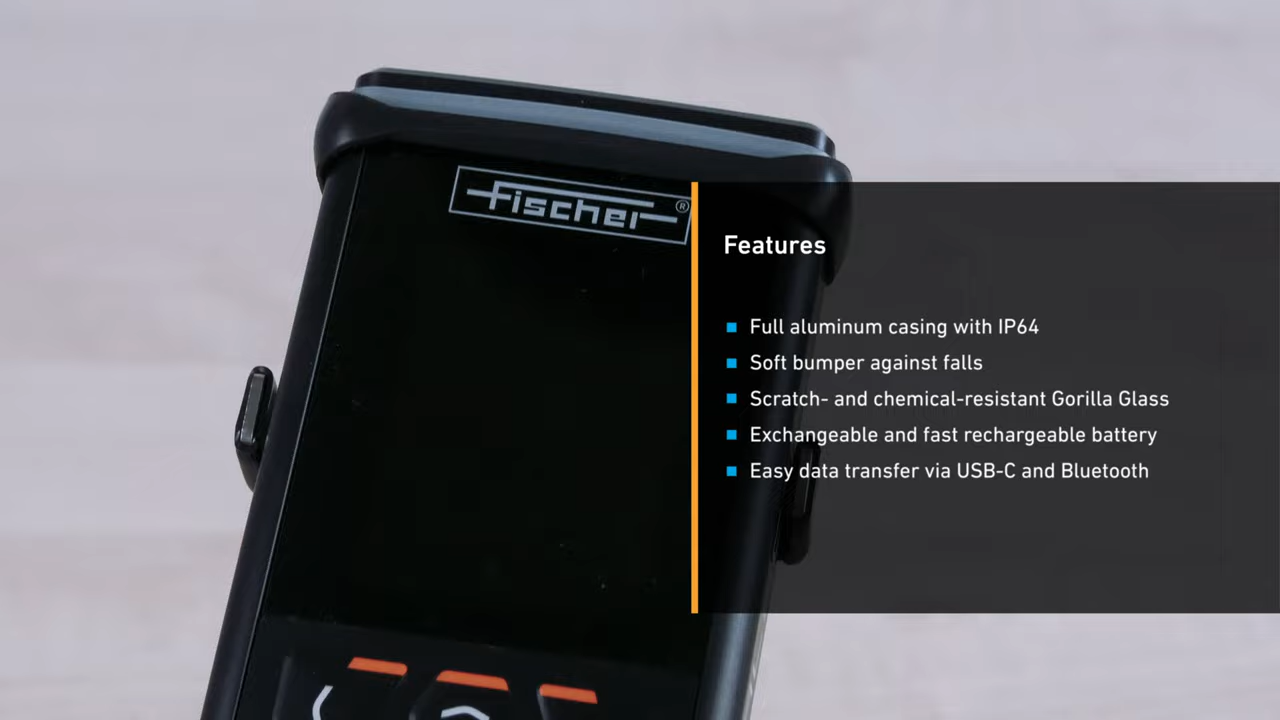 Fischer®
Features
Full aluminum casing with IP64
Soft bumper against falls
Scratch- and chemical-resistant Gorilla Glass
Exchangeable and fast rechargeable battery
Easy data transfer via USB-C and Bluetooth